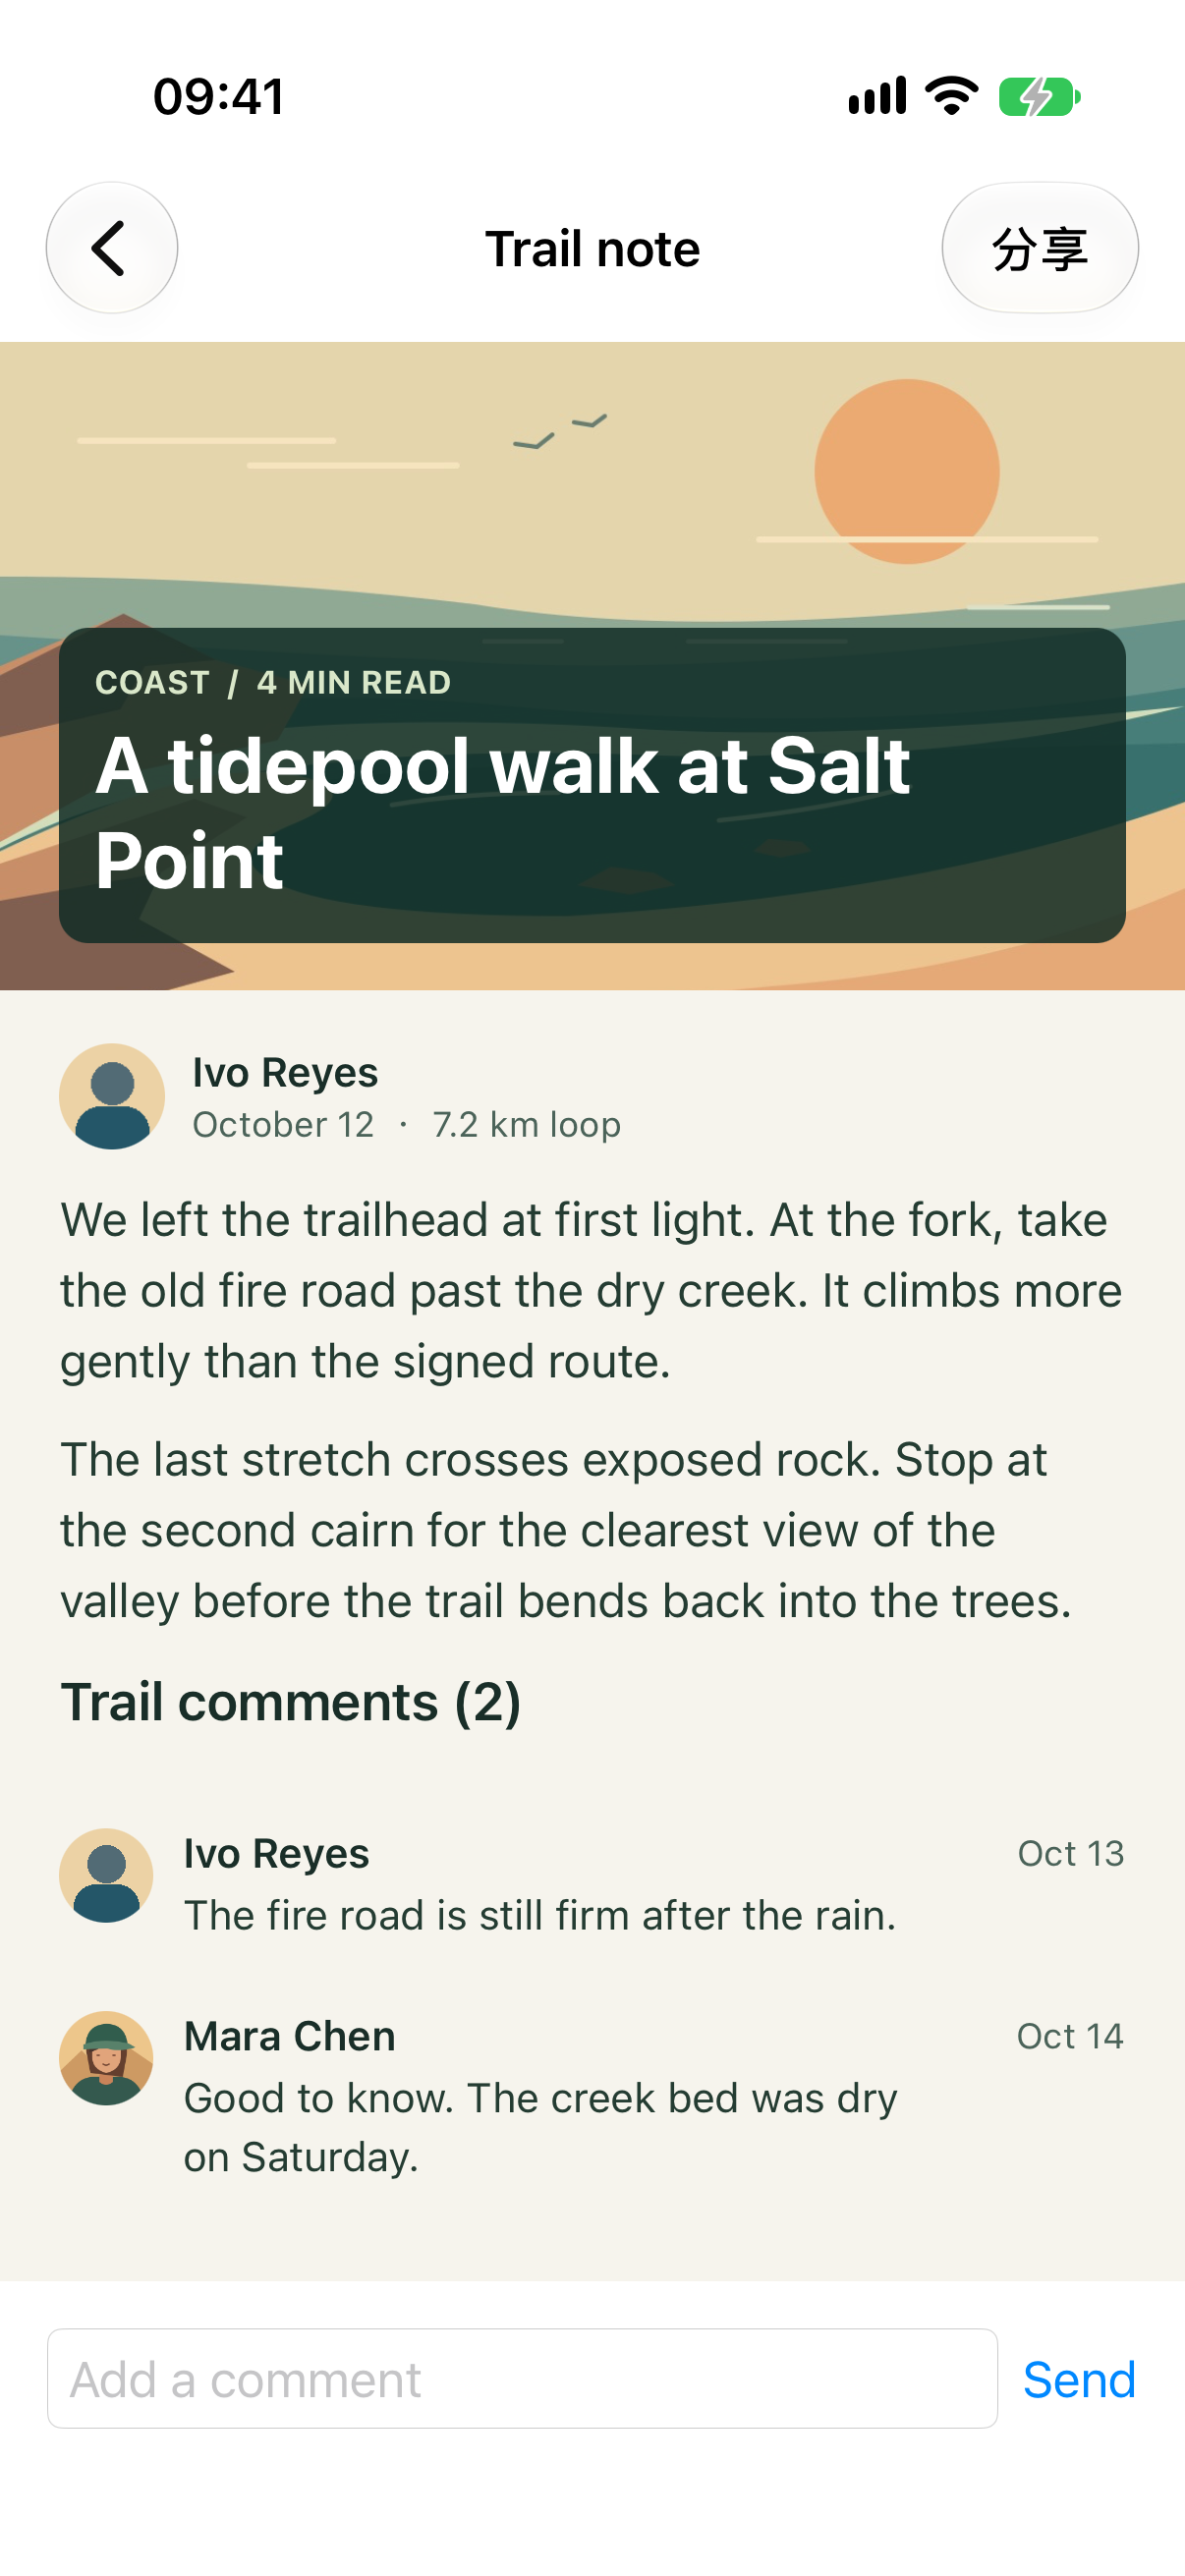 09:41
Trail note
分享
COAST / 4 MIN READ
A tidepool walk at Salt
Point
Ivo Reyes
October 12 · 7.2 km loop
We left the trailhead at first light. At the fork, take
the old fire road past the dry creek. It climbs more
gently than the signed route.
The last stretch crosses exposed rock. Stop at
the second cairn for the clearest view of the
valley before the trail bends back into the trees.
Trail comments (2)
Ivo Reyes
Oct 13
The fire road is still firm after the rain.
Mara Chen
Oct 14
Good to know. The creek bed was dry
on Saturday.
Add a comment
Send